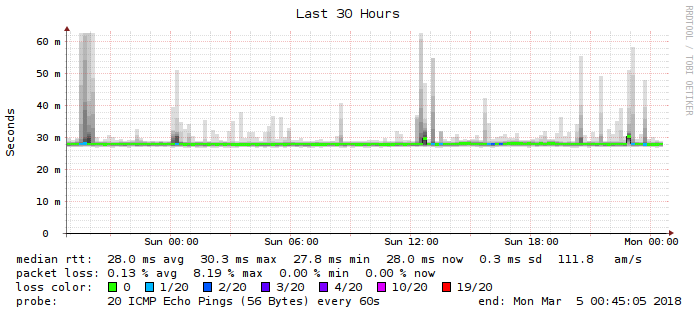 Last 30 Hours
RRDTOOL / TOBI OETIKER
Seconds
60 m
50 m
40 m
30 m
20 m
10 m
0
Sun 00:00 Sun 06:00 Sun 12:00 Sun 18:00 Mon 00:00
median rtt: 28.0 ms avg 30.3 ms max 27.8 ms min 28.0 ms now 0.3 ms sd 111.8 am/s
packet loss: 0.13 % avg 8.19 % max 0.00 % min 0.00 % now
loss color: 0 1/20 2/20 3/20 4/20 10/20 19/20
probe: 20 ICMP Echo Pings (56 Bytes) every 60s end: Mon Mar 5 00:45:05 2018